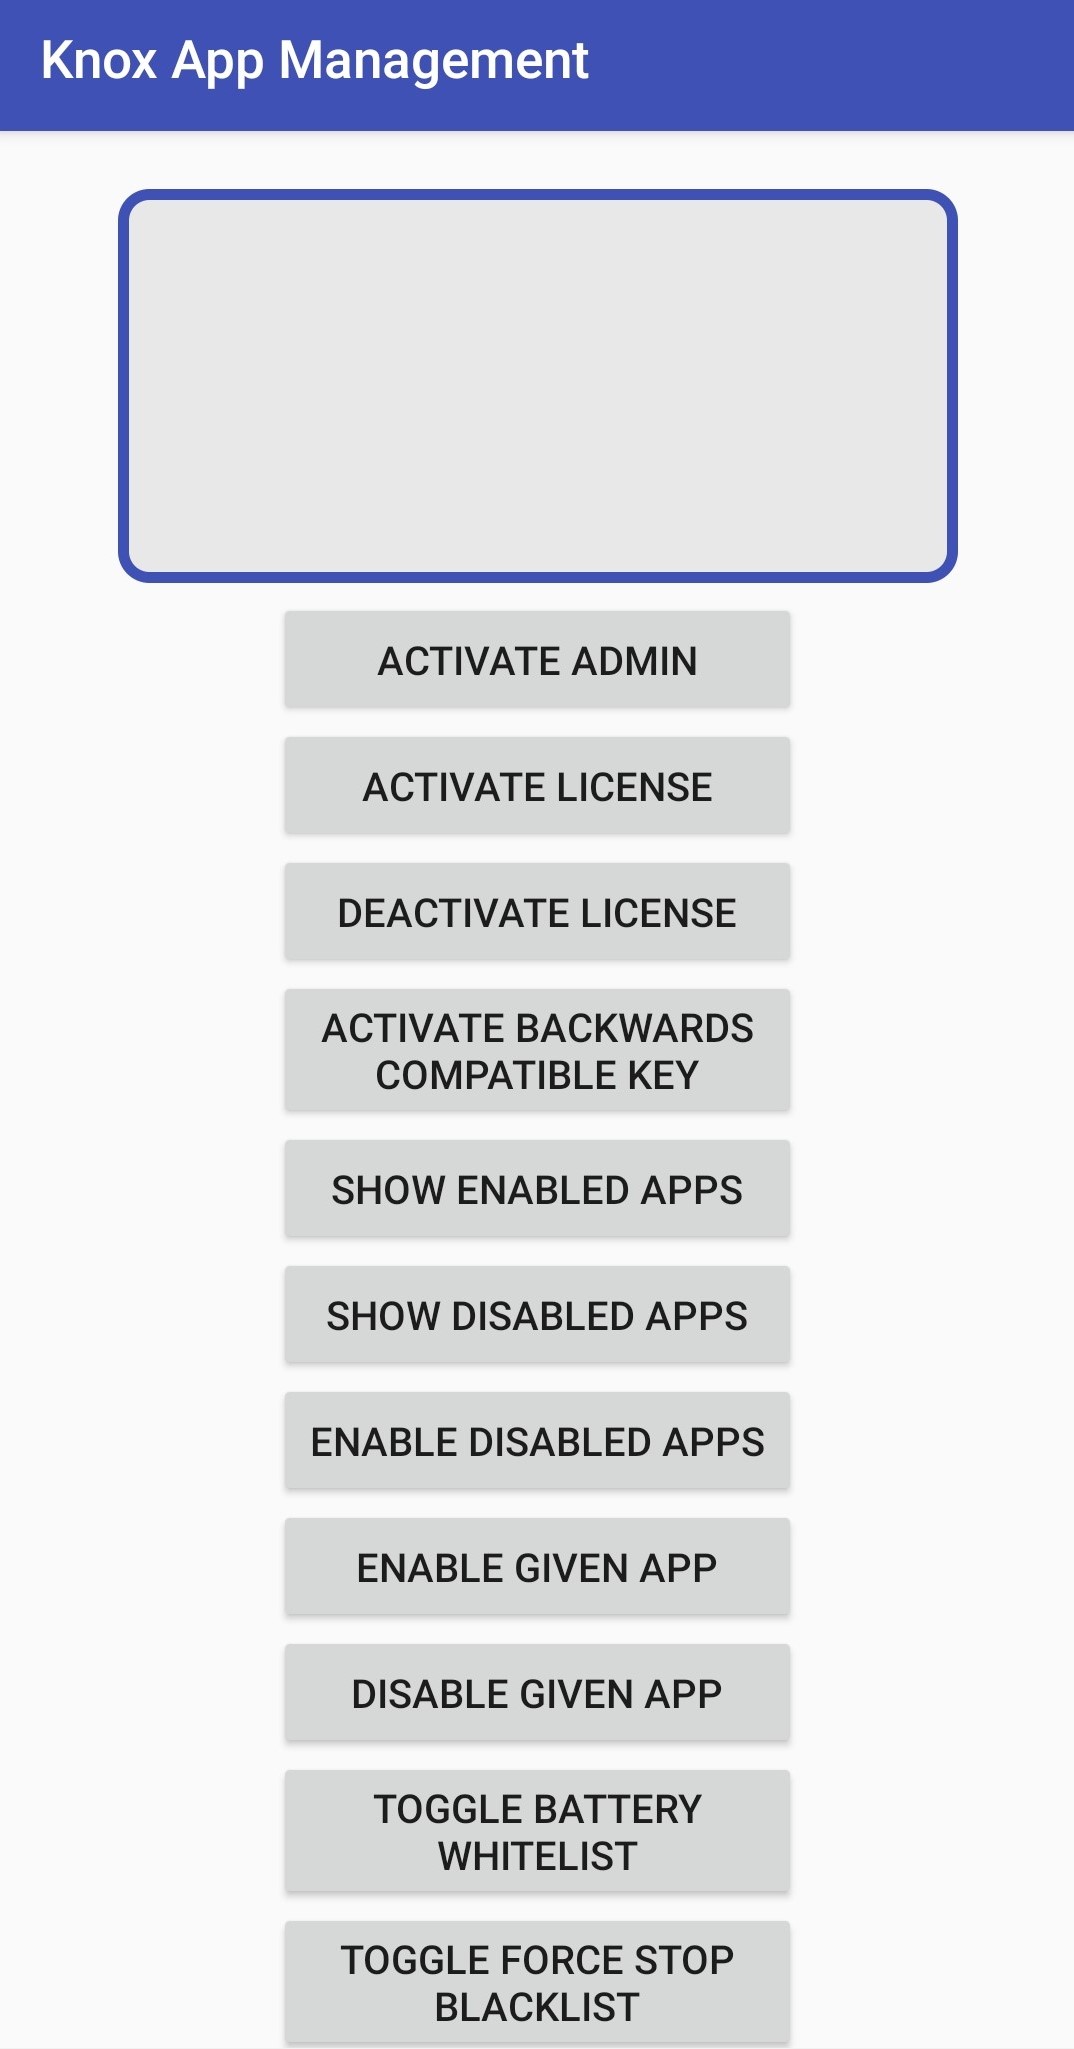 Knox App Management
ACTIVATE ADMIN
ACTIVATE LICENSE
DEACTIVATE LICENSE
ACTIVATE BACKWARDS
COMPATIBLE KEY
SHOW ENABLED APPS
SHOW DISABLED APPS
ENABLE DISABLED APPS
ENABLE GIVEN APP
DISABLE GIVEN APP
TOGGLE BATTERY
WHITELIST
TOGGLE FORCE STOP
BLACKLIST